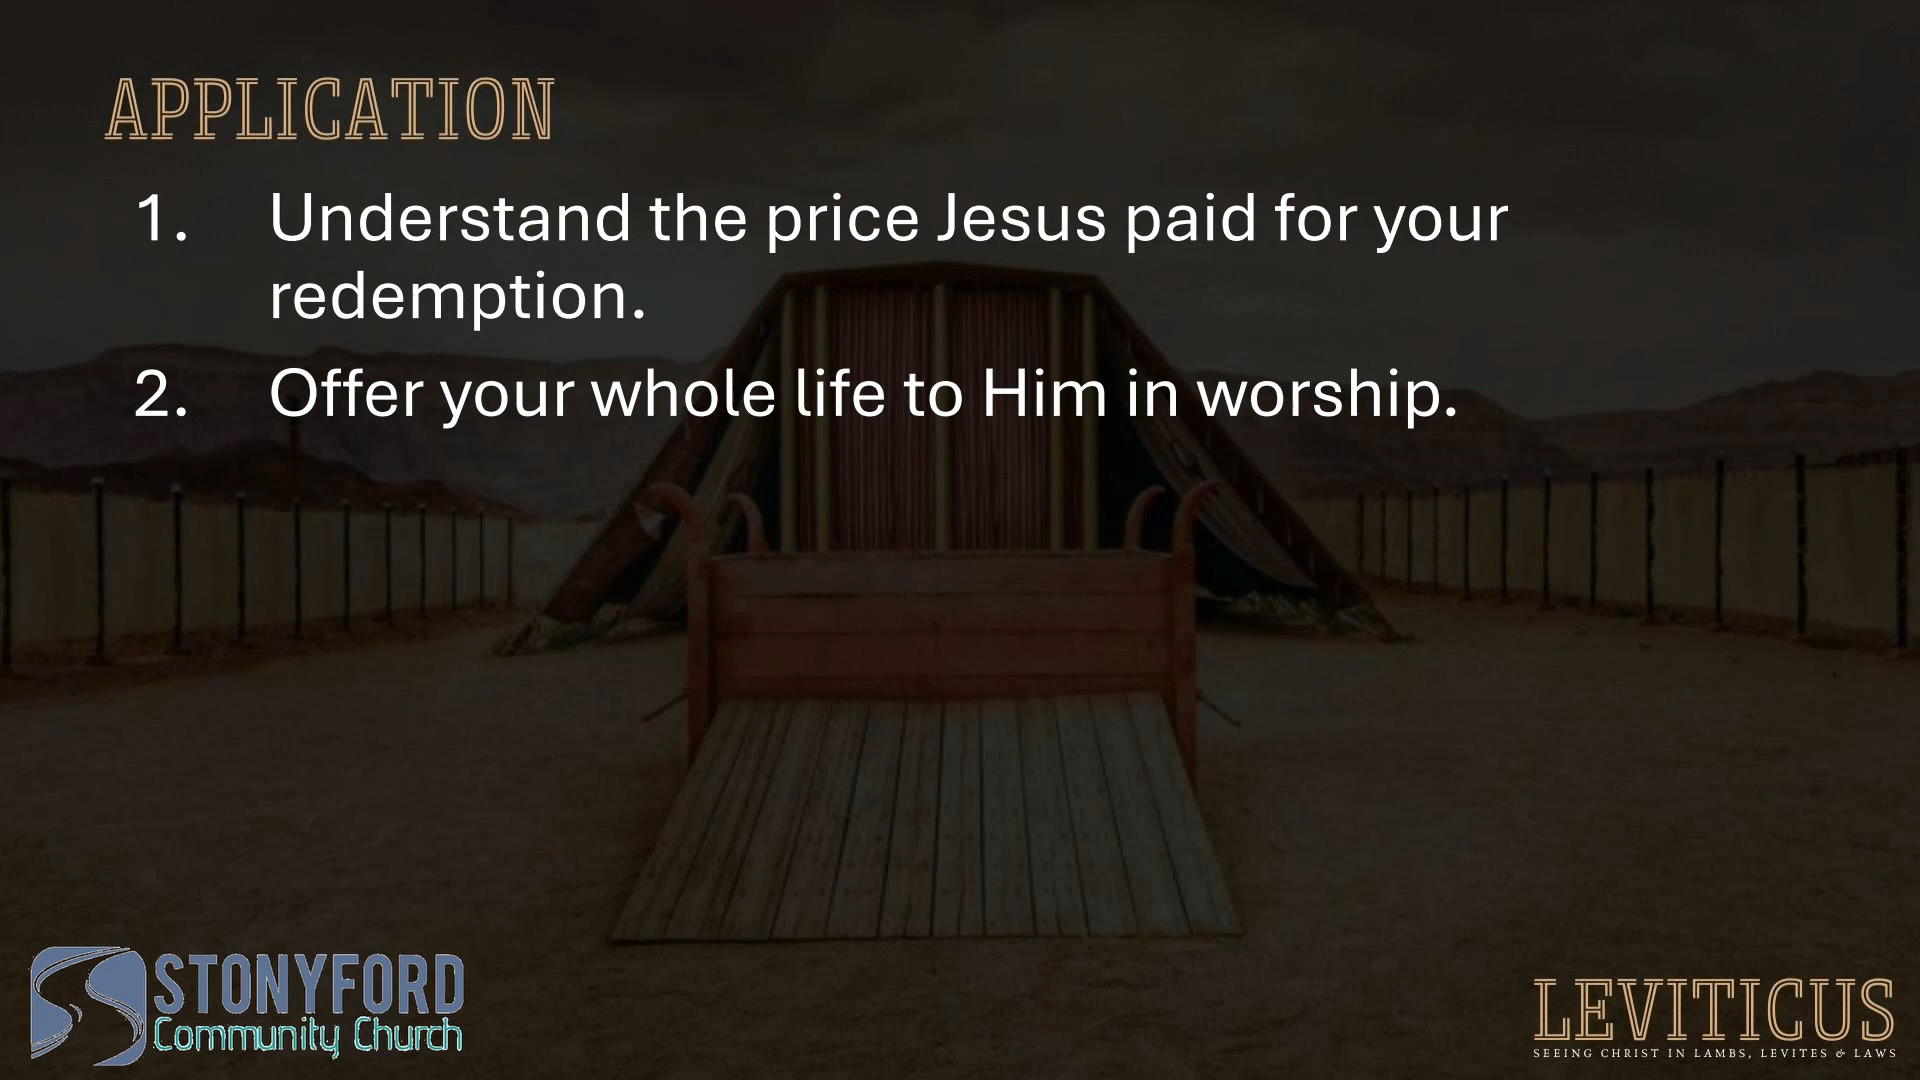 APPLICATION
1. Understand the price Jesus paid for your
redemption.
2. Offer your whole life to Him in worship.
STONYFORD
Community Church
LEVITICUS
SEEING CHRIST IN LAMBS, LEVITES & LAWS